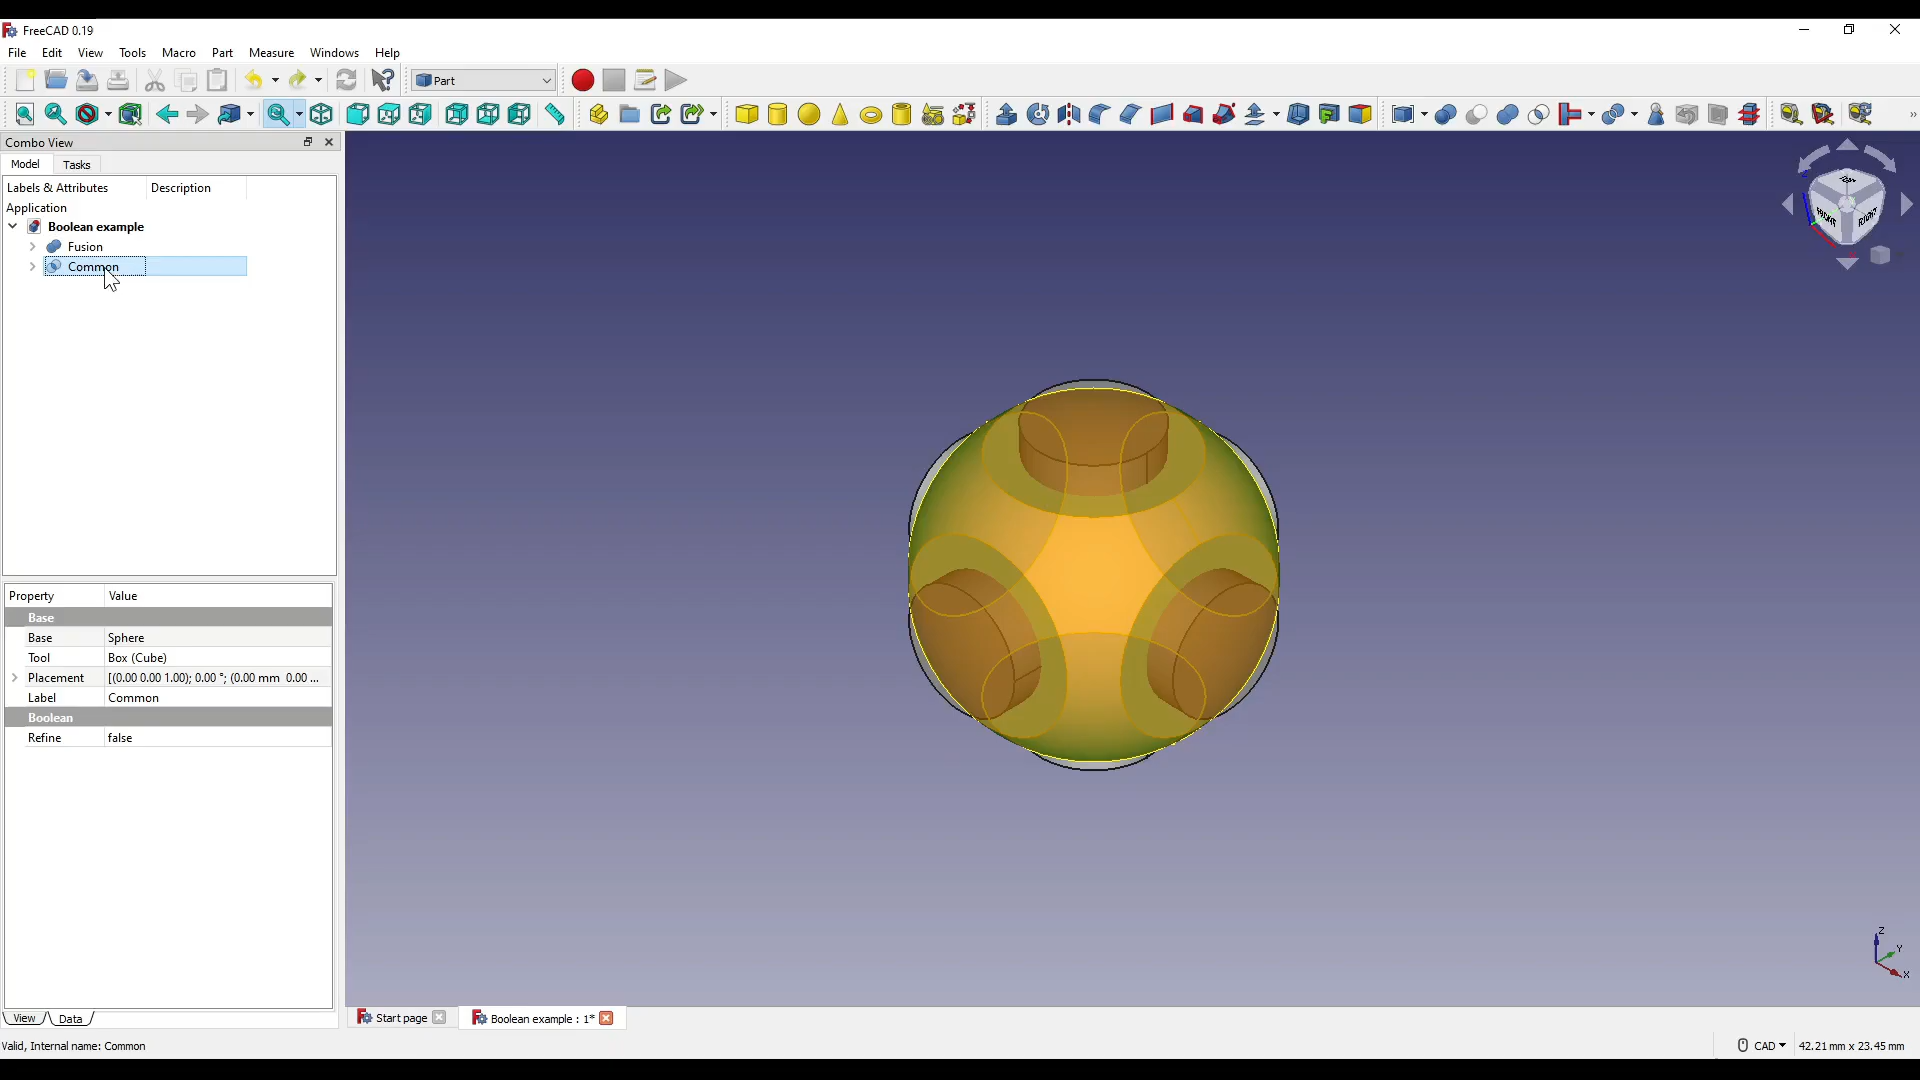 FreeCAD 0.19
File Edit View Tools Macro Part Measure Windows Help
Part
Combo View
Model Tasks
Labels & Attributes Description
Application
Boolean example
Fusion
Common
TOP
FRONT RIGHT
Property Value
Base
Base Sphere
Tool Box (Cube)
Placement [(0.00 0.00 1.00); 0.00 °; (0.00 mm 0.00 ...
Label Common
Boolean
Refine false
Z
Y
X
View Data
Start page
Boolean example : 1*
Valid, Internal name: Common
CAD 42.21 mm x 23.45 mm